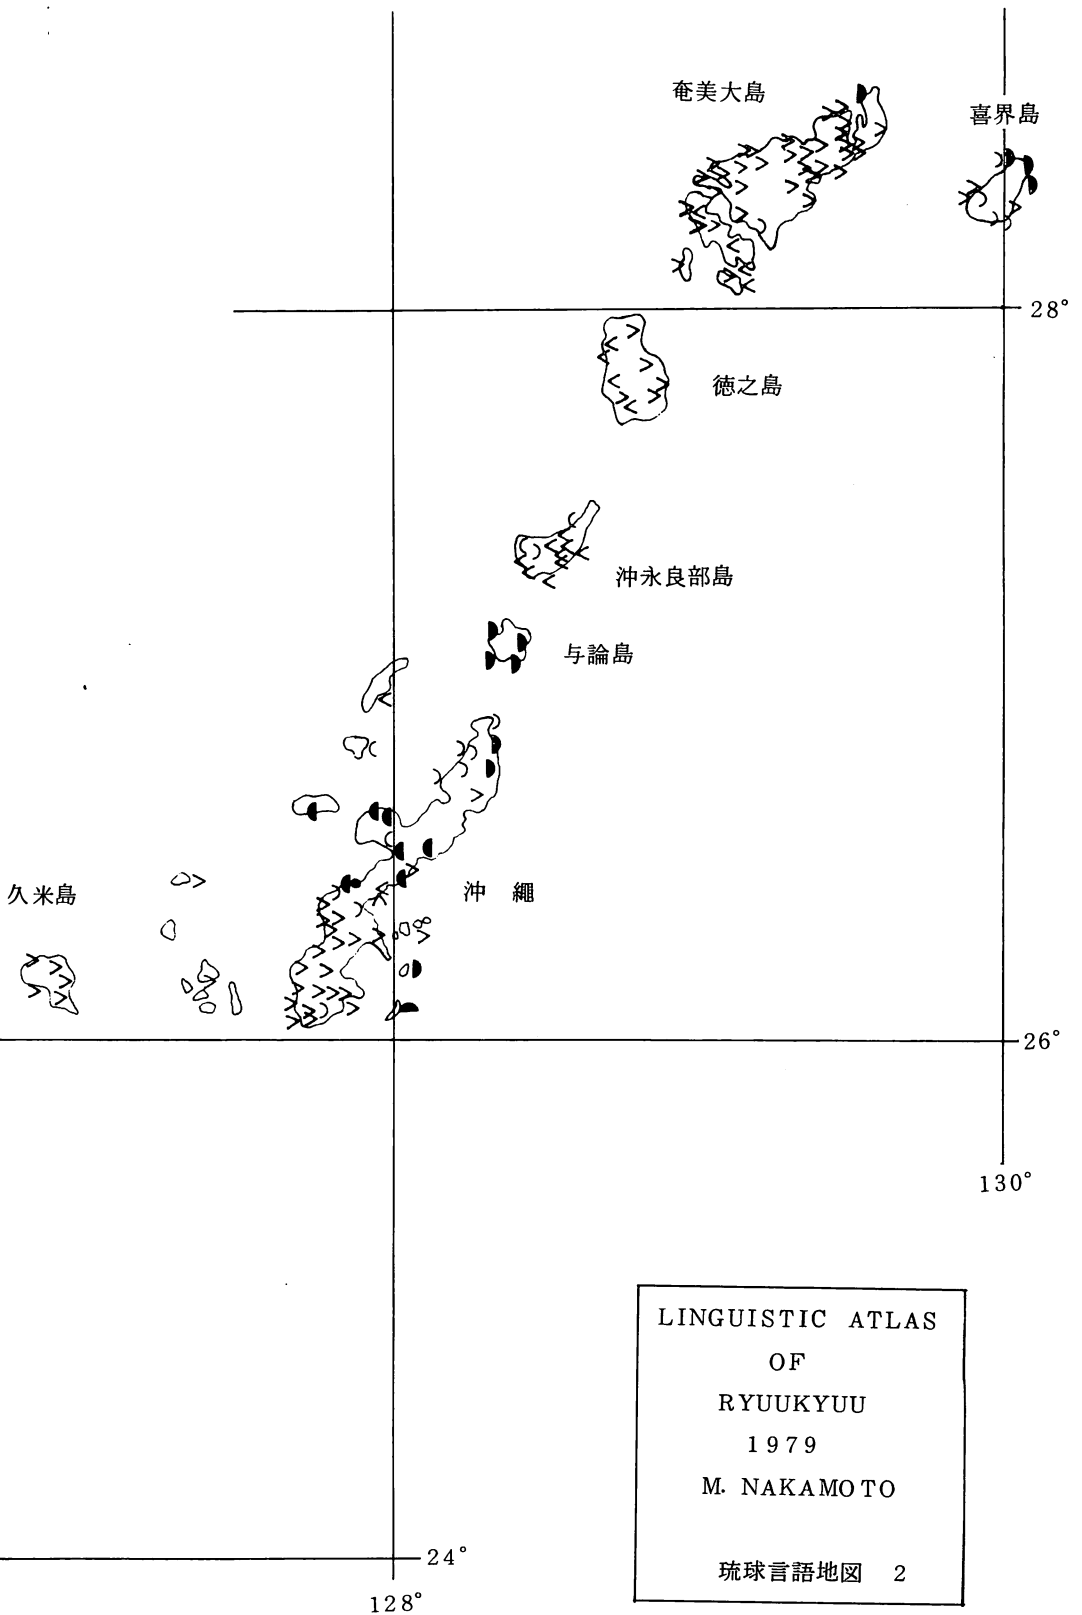 奄美大島
喜界島
28°
徳之島
沖永良部島
与論島
久米島
沖 縄
26°
130°
LINGUISTIC ATLAS
OF
RYUUKYUU
1979
M. NAKAMOTO
琉球言語地図 2
24°
128°